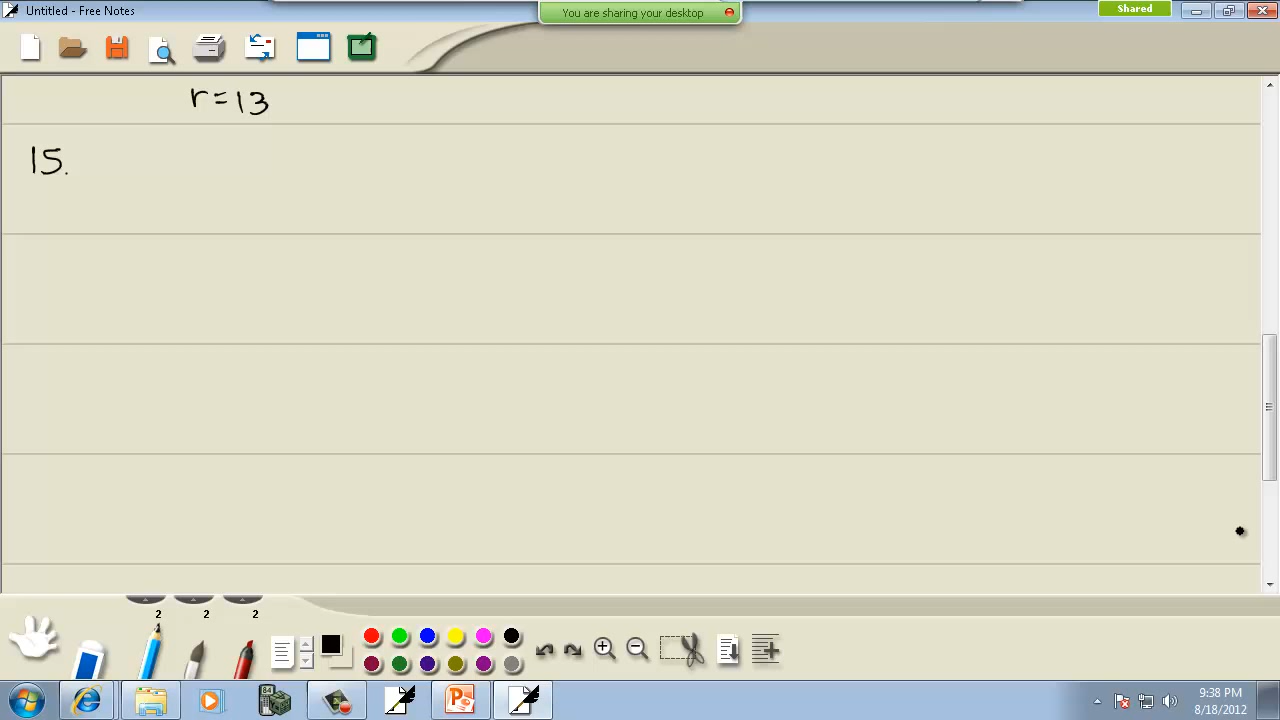 Untitled - Free Notes
You are sharing your desktop
Shared
r=13
15.
2 2 2
84
9:38 PM
8/18/2012